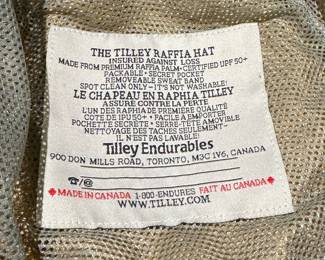 THE TILLEY RAFFIA HAT
INSURED AGAINST LOSS
MADE FROM PREMIUM RAFFIA PALM • CERTIFIED UPF 50+
PACKABLE • SECRET POCKET
REMOVEABLE SWEAT BAND
SPOT CLEAN ONLY - IT'S NOT WASHABLE!
LE CHAPEAU EN RAPHIA TILLEY
ASSURE CONTRE LA PERTE
L'UN DES RAPHIA DE PREMIÈRE QUALITÉ
COTE DE IPU 50+ • FACILE A EMPORTER
POCHETTE SECRETE • SERRE-TETE AMOVIBLE
NETTOYAGE DES TACHES SEULEMENT -
IL N'EST PAS LAVABLE!
Tilley Endurables
900 DON MILLS ROAD, TORONTO, M3C 1V6, CANADA
☎/@
MADE IN CANADA 1-800-ENDURES FAIT AU CANADA
WWW.TILLEY.COM